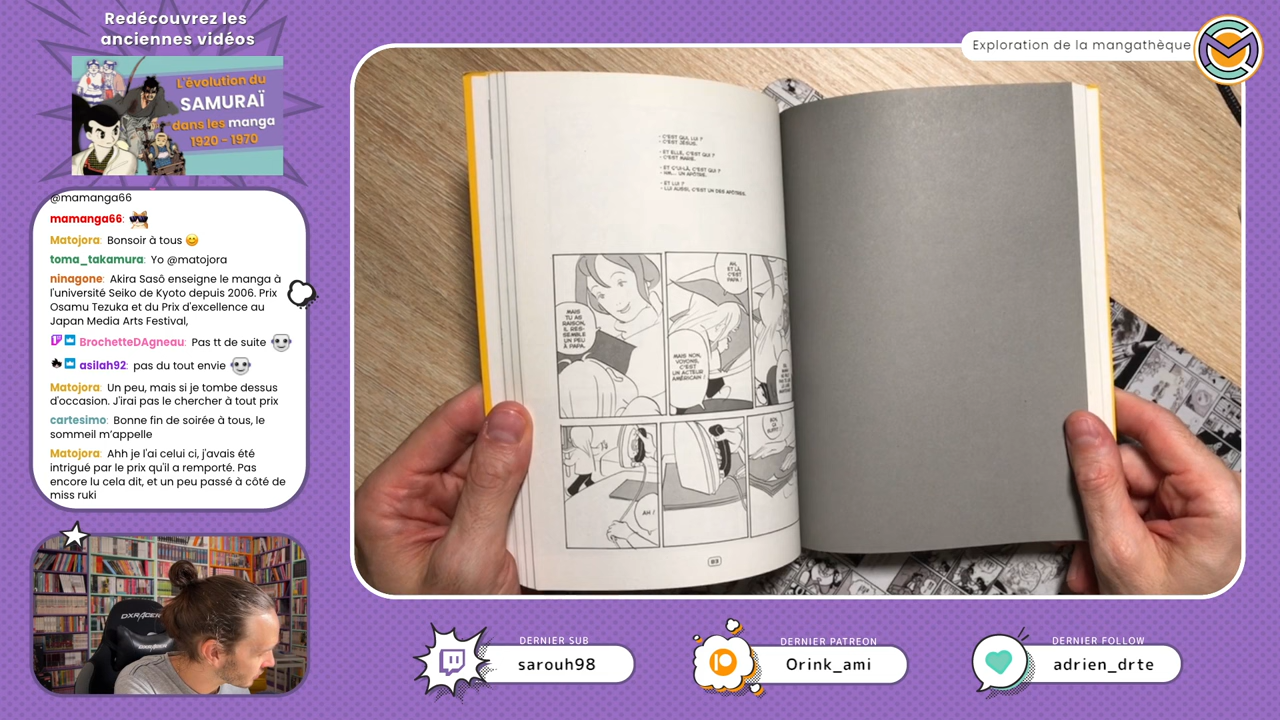 Redécouvrez les
anciennes vidéos
L'évolution du
SAMURAÏ
dans les manga
1920 - 1970
@mamanga66
mamanga66:
Matojora: Bonsoir à tous
toma_takamura: Yo @matojora
ninagone: Akira Sasô enseigne le manga à
l'université Seiko de Kyoto depuis 2006. Prix
Osamu Tezuka et du Prix d'excellence au
Japan Media Arts Festival,
BrochetteDAgneau: Pas tt de suite
asilah92: pas du tout envie
Matojora: Un peu, mais si je tombe dessus
d'occasion. J'irai pas le chercher à tout prix
cartesimo: Bonne fin de soirée à tous, le
sommeil m'appelle
Matojora: Ahh je l'ai celui ci, j'avais été
intrigué par le prix qu'il a remporté. Pas
encore lu cela dit, et un peu passé à côté de
miss ruki
DXRACER
Exploration de la mangathèque
- C'EST QUI, LUI ?
- C'EST JÉSUS.
- ET ELLE, C'EST QUI ?
- C'EST MARIE.
- ET C'UI-LÀ, C'EST QUI ?
- HM... UN APÔTRE.
- ET LUI ?
- LUI AUSSI, C'EST UN DES APÔTRES.
MAIS
TU AS
RAISON,
IL RES-
SEMBLE
UN PEU
À PAPA.
AH,
ET LÀ,
C'EST
PAPA !
MAIS NON,
VOYONS,
C'EST
UN ACTEUR
AMÉRICAIN !
AH !
83
DERNIER SUB
sarouh98
DERNIER PATREON
Orink_ami
DERNIER FOLLOW
adrien_drte